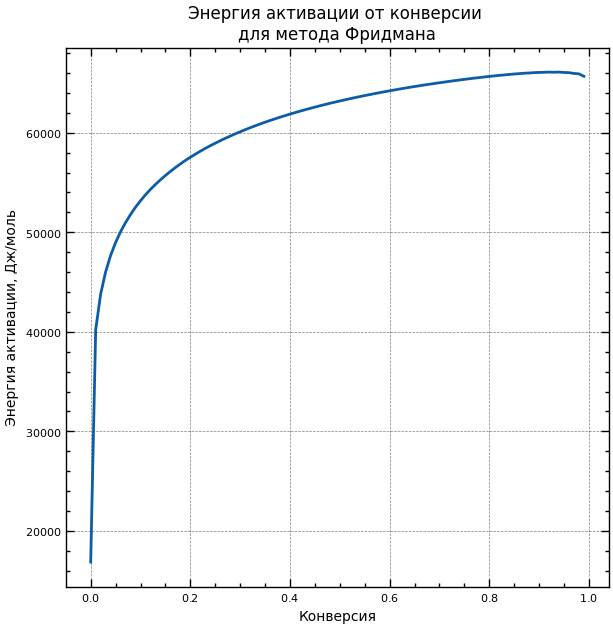 Энергия активации от конверсии
для метода Фридмана
Энергия активации, Дж/моль
60000
50000
40000
30000
20000
0.0 0.2 0.4 0.6 0.8 1.0
Конверсия